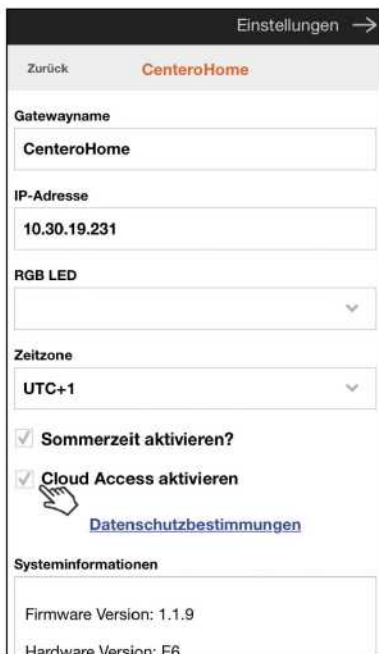 Einstellungen →
Zurück CenteroHome
Gatewayname
CenteroHome
IP-Adresse
10.30.19.231
RGB LED
Zeitzone
UTC+1
Sommerzeit aktivieren?
Cloud Access aktivieren
Datenschutzbestimmungen
Systeminformationen
Firmware Version: 1.1.9
Hardware Version: E6